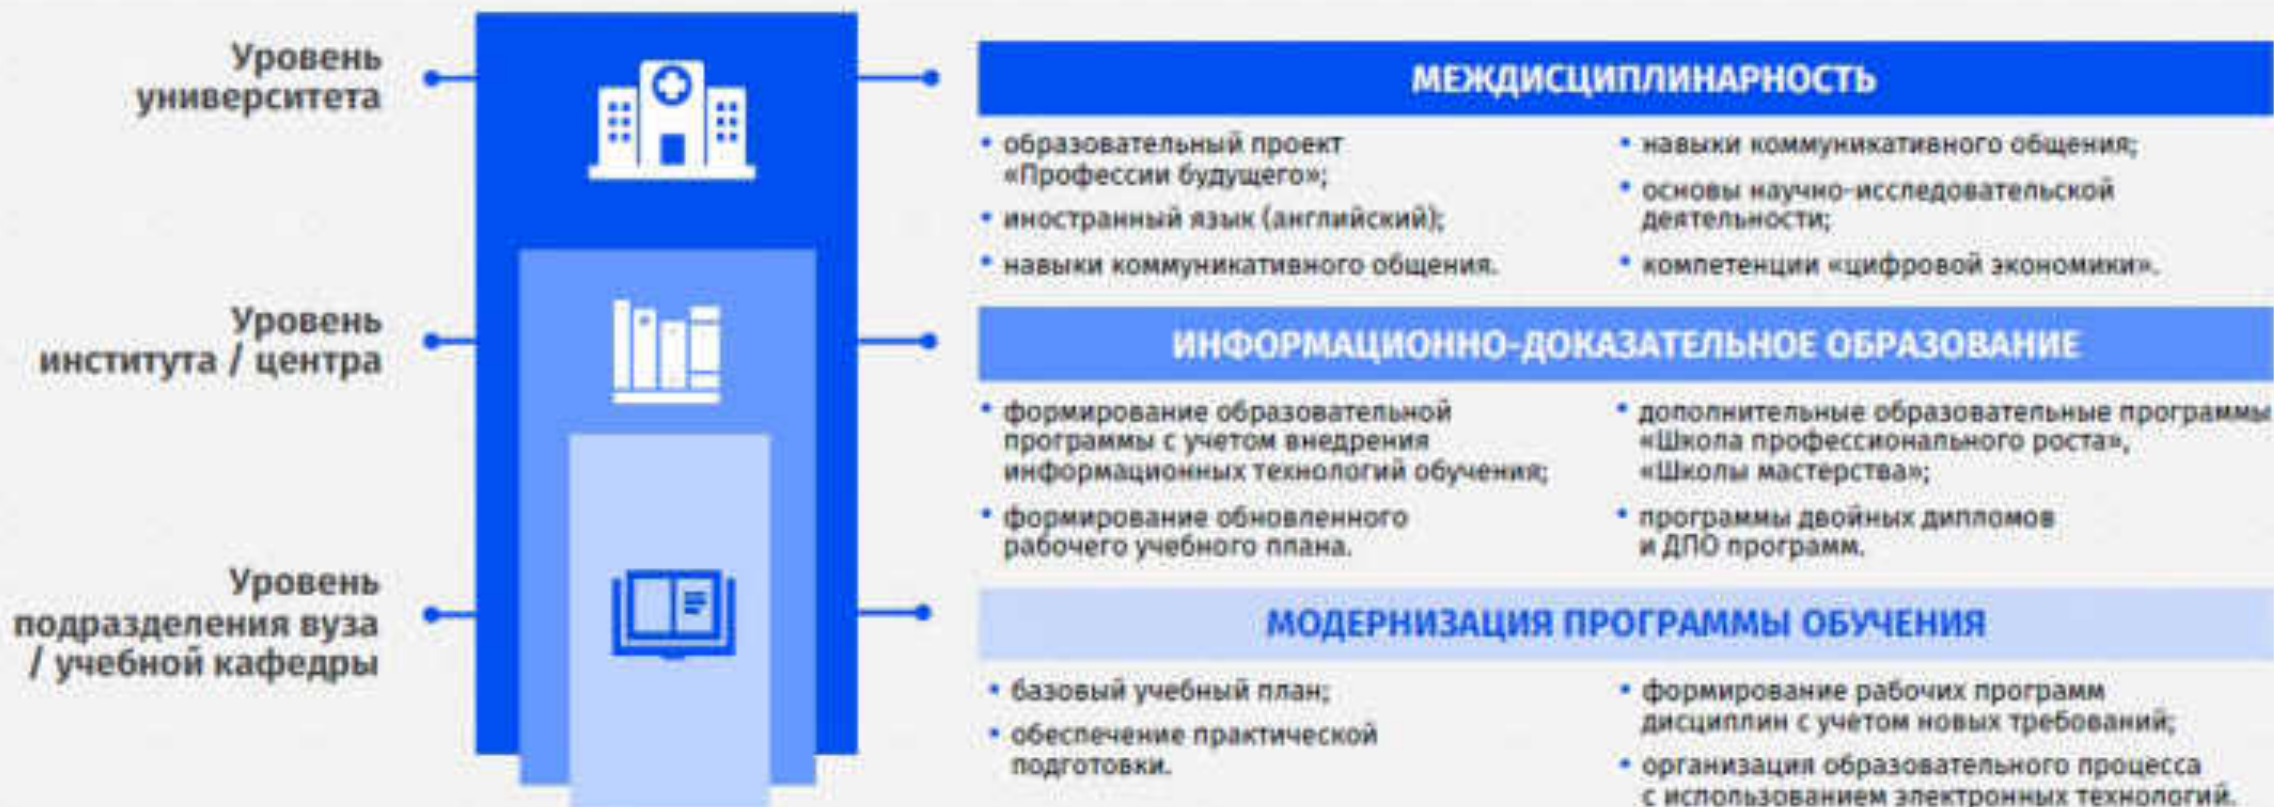 Уровень
университета
МЕЖДИСЦИПЛИНАРНОСТЬ
• образовательный проект
«Профессии будущего»;
• иностранный язык (английский);
• навыки коммуникативного общения.
• навыки коммуникативного общения;
• основы научно-исследовательской
деятельности;
• компетенции «цифровой экономики».
Уровень
института / центра
ИНФОРМАЦИОННО-ДОКАЗАТЕЛЬНОЕ ОБРАЗОВАНИЕ
• формирование образовательной
программы с учетом внедрения
информационных технологий обучения;
• формирование обновленного
рабочего учебного плана.
• дополнительные образовательные программы
«Школа профессионального роста»,
«Школы мастерства»;
• программы двойных дипломов
и ДПО программ.
Уровень
подразделения вуза
/ учебной кафедры
МОДЕРНИЗАЦИЯ ПРОГРАММЫ ОБУЧЕНИЯ
• базовый учебный план;
• обеспечение практической
подготовки.
• формирование рабочих программ
дисциплин с учетом новых требований;
• организация образовательного процесса
с использованием электронных технологий.